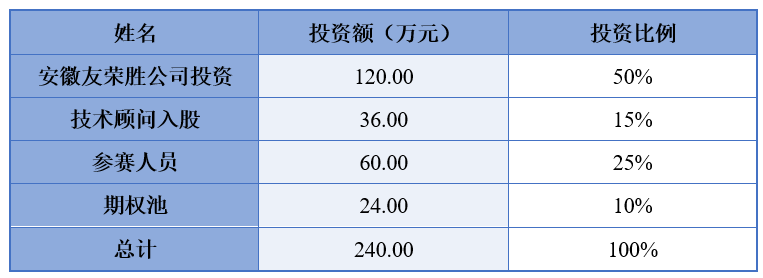 姓名 投资额（万元） 投资比例
安徽友荣胜公司投资 120.00 50%
技术顾问入股 36.00 15%
参赛人员 60.00 25%
期权池 24.00 10%
总计 240.00 100%